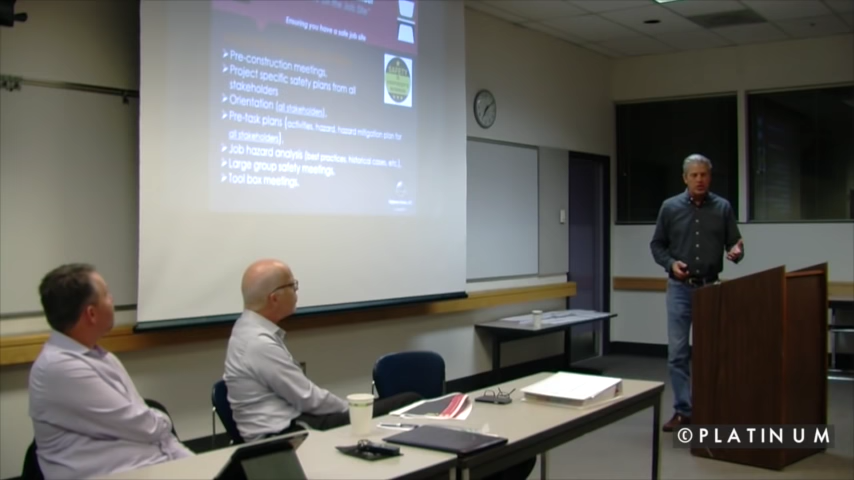 Ensuring you have a safe job site
➢Pre-construction meetings,
➢Project specific safety plans from all
stakeholders
➢Orientation (all stakeholders),
➢Pre-task plans (activities, hazard, hazard mitigation plan for
all stakeholders),
➢Job hazard analysis (best practices, historical cases, etc.),
➢Large group safety meetings,
➢Tool box meetings,
©PLATINUM